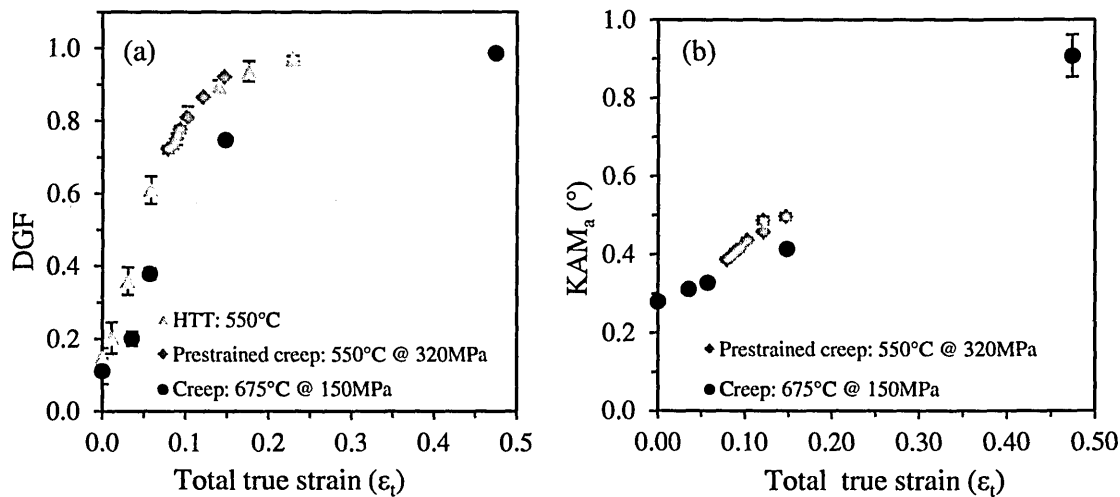 (a)
1.0
0.8
0.6
0.4
0.2
0.0
DGF
HTT: 550°C
Prestrained creep: 550°C @ 320MPa
Creep: 675°C @ 150MPa
0.0 0.1 0.2 0.3 0.4 0.5
Total true strain (εt)
(b)
1.0
0.8
0.6
0.4
0.2
0.0
KAMa (°)
Prestrained creep: 550°C @ 320MPa
Creep: 675°C @ 150MPa
0.00 0.10 0.20 0.30 0.40 0.50
Total true strain (εt)